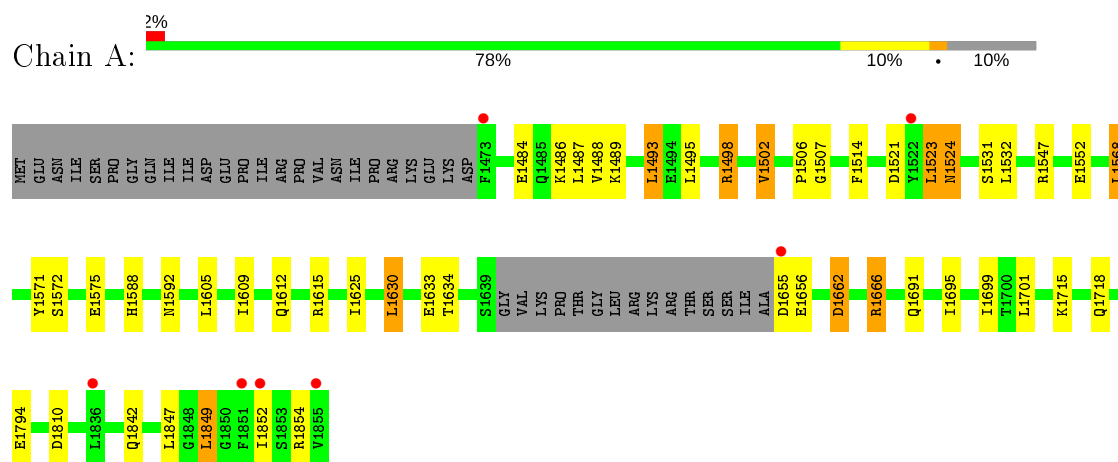 2%
Chain A:
78% 10% • 10%
MET GLU ASN ILE SER PRO GLY GLN ILE ILE ASP GLU PRO ILE ARG PRO VAL ASN ILE PRO ARG LYS GLU LYS ASP F1473 E1484 Q1485 K1486 L1487 V1488 K1489 L1493 E1494 L1495 R1498 V1502 P1506 G1507 F1514 D1521 Y1522 L1523 N1524 S1531 L1532 R1547 E1552 L1568
Y1571 S1572 E1575 H1588 N1592 L1605 I1609 Q1612 R1615 I1625 L1630 E1633 T1634 S1639 GLY VAL LYS PRO THR GLY LEU ARG LYS ARG THR SER SER ILE ALA D1655 E1656 D1662 R1666 Q1691 I1695 I1699 T1700 L1701 K1715 Q1718
E1794 D1810 L1836 Q1842 L1847 G1848 L1849 G1850 F1851 I1852 S1853 R1854 V1855